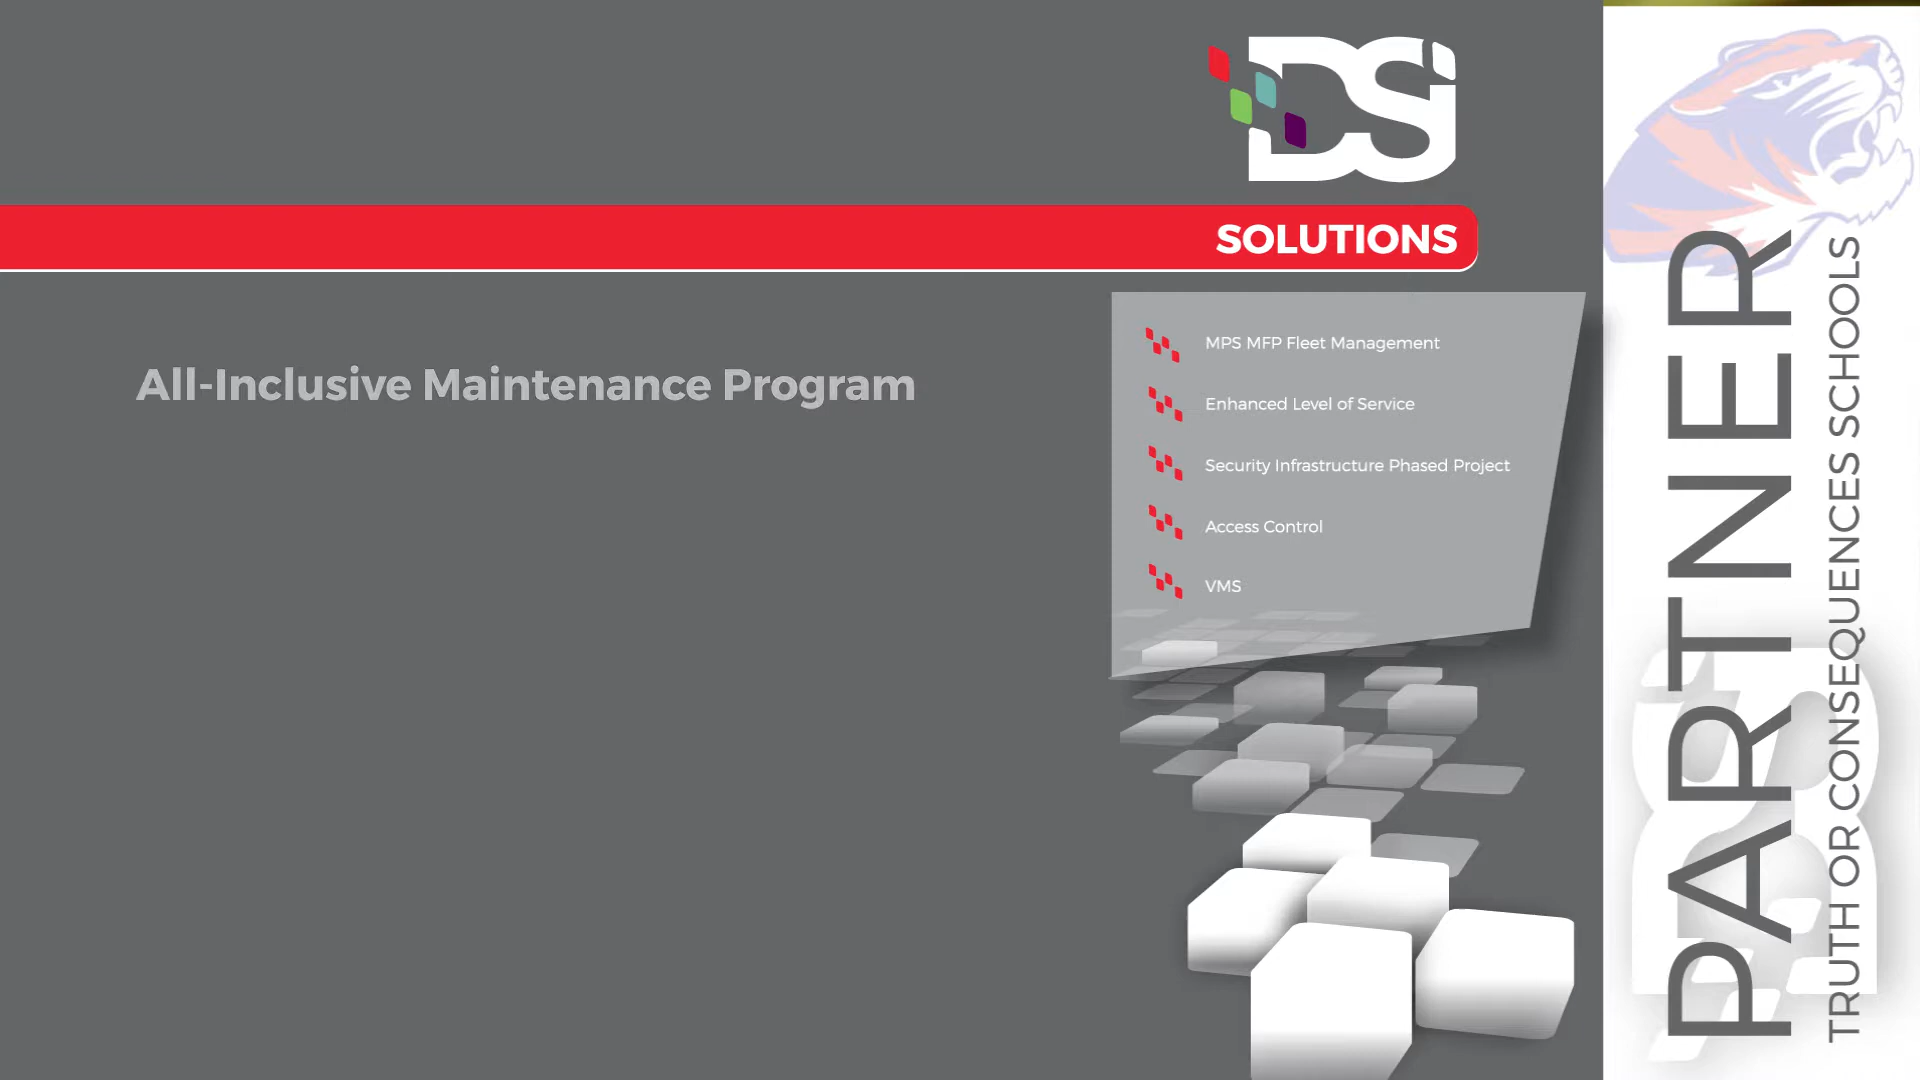 DSi
SOLUTIONS
All-Inclusive Maintenance Program
MPS MFP Fleet Management
Enhanced Level of Service
Security Infrastructure Phased Project
Access Control
VMS
PARTNER
TRUTH OR CONSEQUENCES SCHOOLS